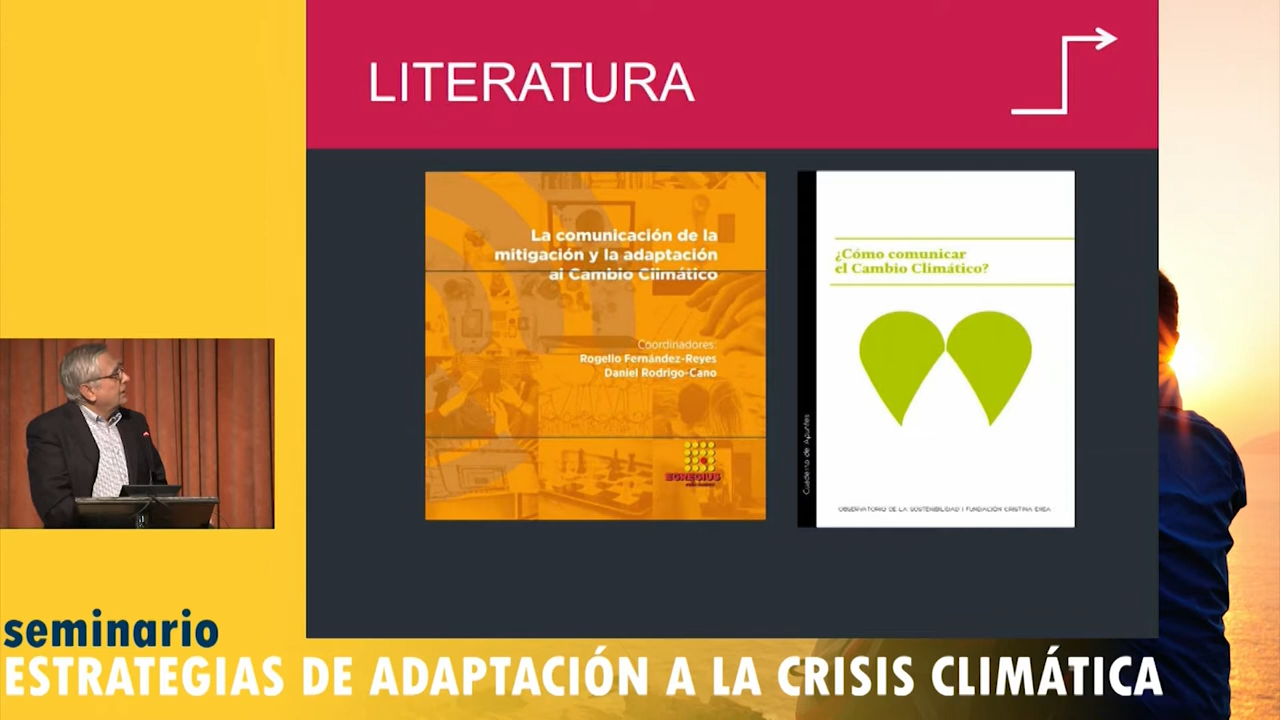 LITERATURA
La comunicación de la
mitigación y la adaptación
al Cambio Climático
Coordinadores:
Rogelio Fernández-Reyes
Daniel Rodrigo-Cano
EGREGIUS
¿Cómo comunicar
el Cambio Climático?
Cuaderno de Apuntes
OBSERVATORIO DE LA SOSTENIBILIDAD | FUNDACIÓN CRISTINA ENEA
seminario
ESTRATEGIAS DE ADAPTACIÓN A LA CRISIS CLIMÁTICA